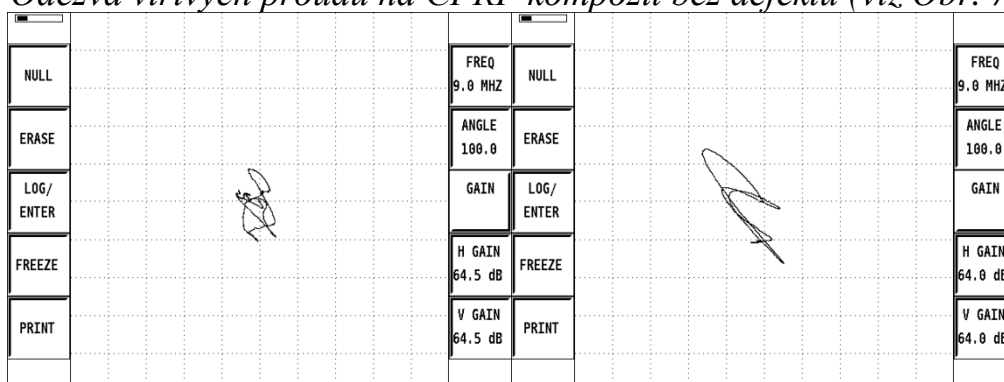 Odezva vířivých proudů na CFRP kompozit bez defektu (viz Obr. 7
NULL
ERASE
LOG/
ENTER
FREEZE
PRINT
FREQ
9.0 MHZ
ANGLE
100.0
GAIN
H GAIN
64.5 dB
V GAIN
64.5 dB
NULL
ERASE
LOG/
ENTER
FREEZE
PRINT
FREQ
9.0 MHZ
ANGLE
100.0
GAIN
H GAIN
64.0 dB
V GAIN
64.0 dB